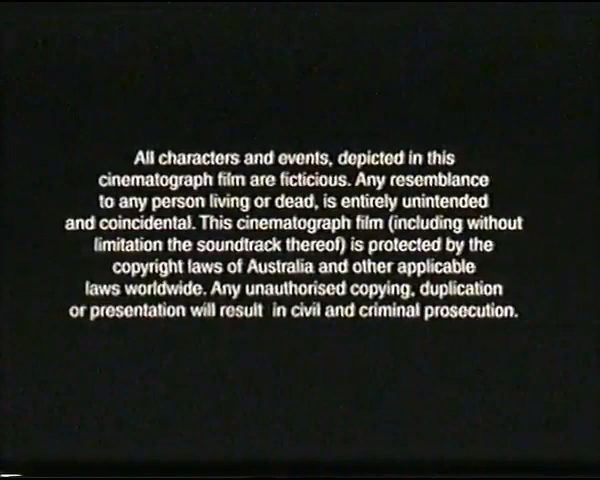 All characters and events, depicted in this
cinematograph film are ficticious. Any resemblance
to any person living or dead, is entirely unintended
and coincidental. This cinematograph film (including without
limitation the soundtrack thereof) is protected by the
copyright laws of Australia and other applicable
laws worldwide. Any unauthorised copying, duplication
or presentation will result in civil and criminal prosecution.